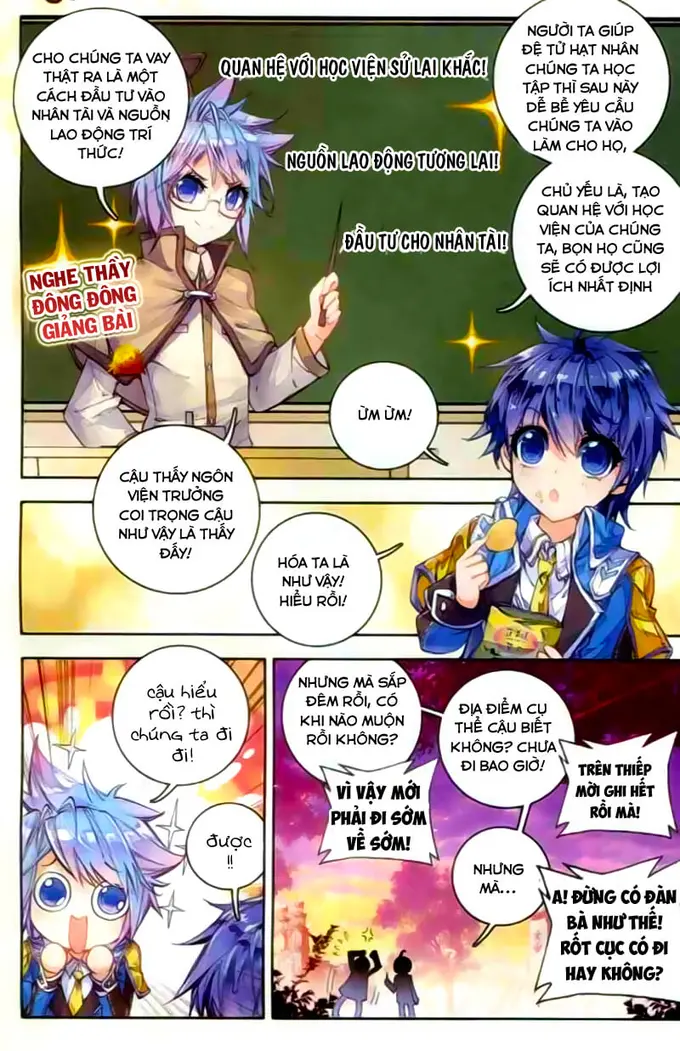 CHO CHÚNG TA VAY
THẬT RA LÀ MỘT
CÁCH ĐẦU TƯ VÀO
NHÂN TÀI VÀ NGUỒN
LAO ĐỘNG TRÍ
THỨC!
QUAN HỆ VỚI HỌC VIỆN SỬ LAI KHẮC!
NGUỒN LAO ĐỘNG TƯƠNG LAI!
ĐẦU TƯ CHO NHÂN TÀI!
NGƯỜI TA GIÚP
ĐỆ TỬ HẠT NHÂN
CHÚNG TA HỌC
TẬP THÌ SAU NÀY
DỄ BỀ YÊU CẦU
CHÚNG TA VÀO
LÀM CHO HỌ,
CHỦ YẾU LÀ, TẠO
QUAN HỆ VỚI HỌC
VIỆN CỦA CHÚNG
TA, BỌN HỌ CŨNG
SẼ CÓ ĐƯỢC LỢI
ÍCH NHẤT ĐỊNH
NGHE THẦY
ĐÔNG ĐÔNG
GIẢNG BÀI
ỪM ỪM!
CẬU THẤY NGÔN
VIỆN TRƯỞNG
COI TRỌNG CẬU
NHƯ VẬY LÀ THẤY
ĐẤY!
HÓA TA LÀ
NHƯ VẬY!
HIỂU RỒI!
cậu hiểu
rồi? thì
chúng ta đi
đi!
được
!!
NHƯNG MÀ SẮP
ĐÊM RỒI, CÓ
KHI NÀO MUỘN
RỒI KHÔNG?
VÌ VẬY MỚI
PHẢI ĐI SỚM
VỀ SỚM!
ĐỊA ĐIỂM CỤ
THỂ CẬU BIẾT
KHÔNG? CHƯA
ĐI BAO GIỜ!
TRÊN THIẾP
MỜI GHI HẾT
RỒI MÀ!
NHƯNG
MÀ...
A! ĐỪNG CÓ ĐÀN
BÀ NHƯ THẾ!
RỐT CỤC CÓ ĐI
HAY KHÔNG?